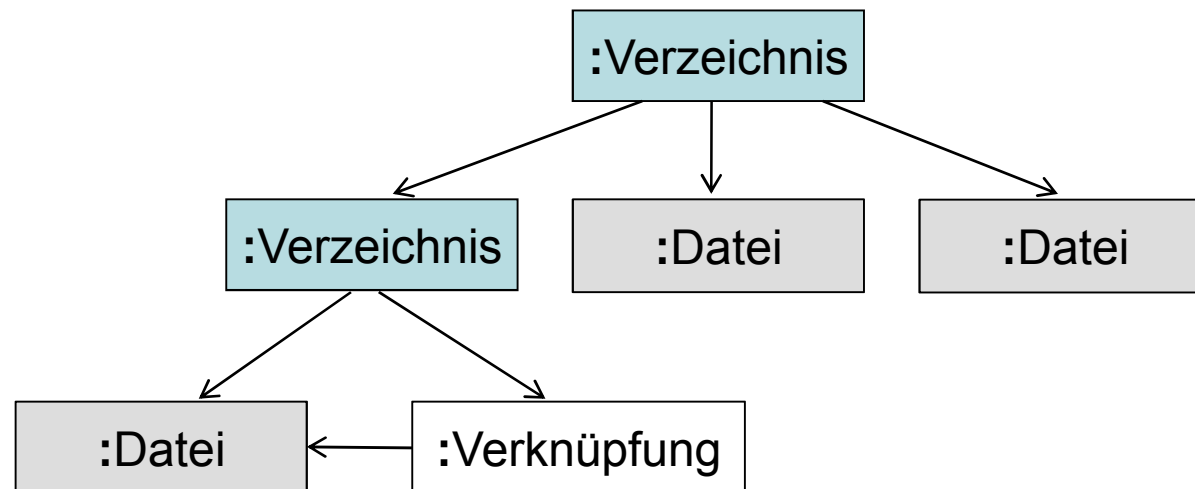 :Verzeichnis
:Verzeichnis
:Datei
:Datei
:Datei
:Verknüpfung